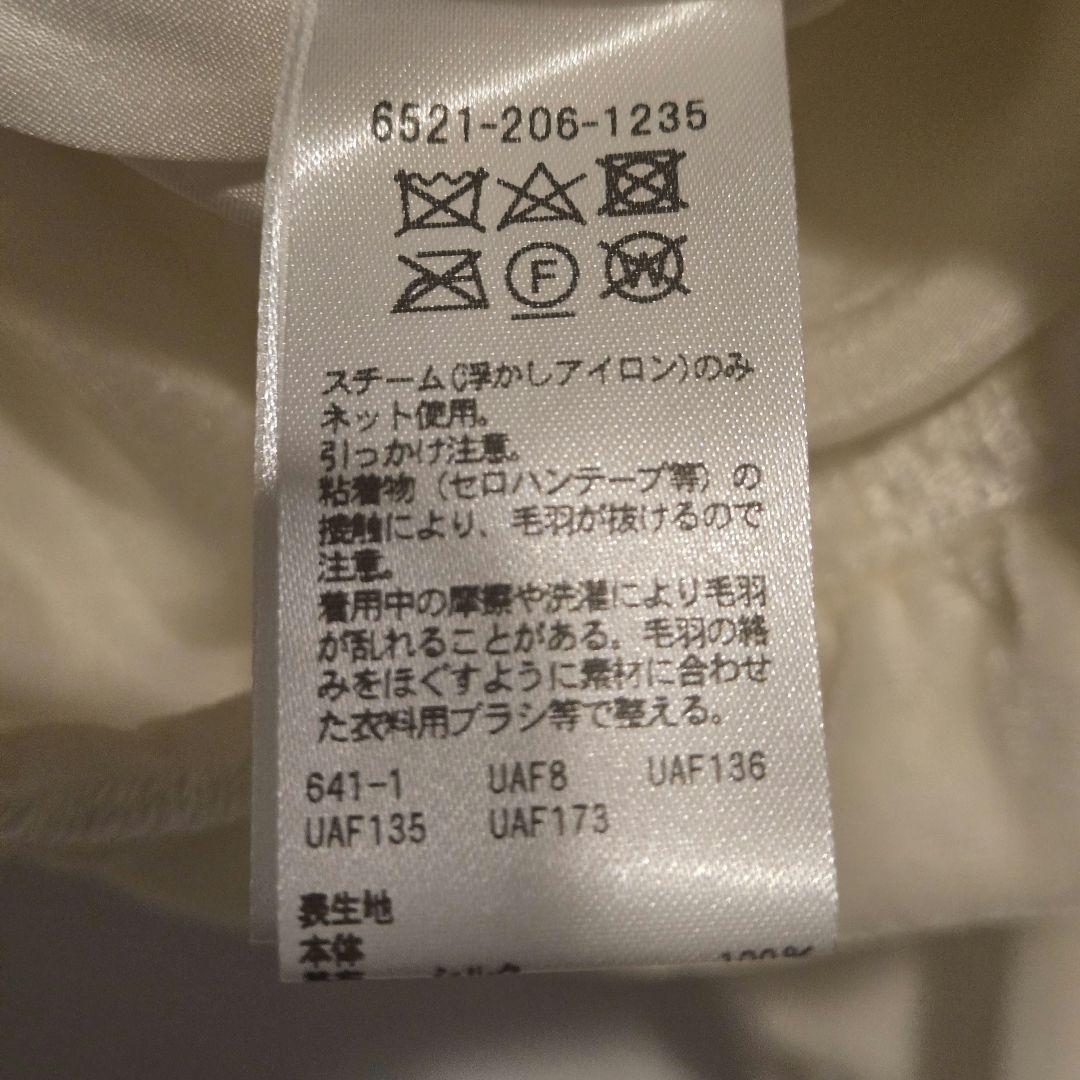 6521-206-1235
F
W
スチーム(浮かしアイロン)のみ
ネット使用。
引っかけ注意。
粘着物（セロハンテープ等）の
接触により、毛羽が抜けるので
注意。
着用中の摩擦や洗濯により毛羽
が乱れることがある。毛羽の絡
みをほぐすように素材に合わせ
た衣料用ブラシ等で整える。
641-1 UAF8 UAF136
UAF135 UAF173
表生地
本体
シルク 100%